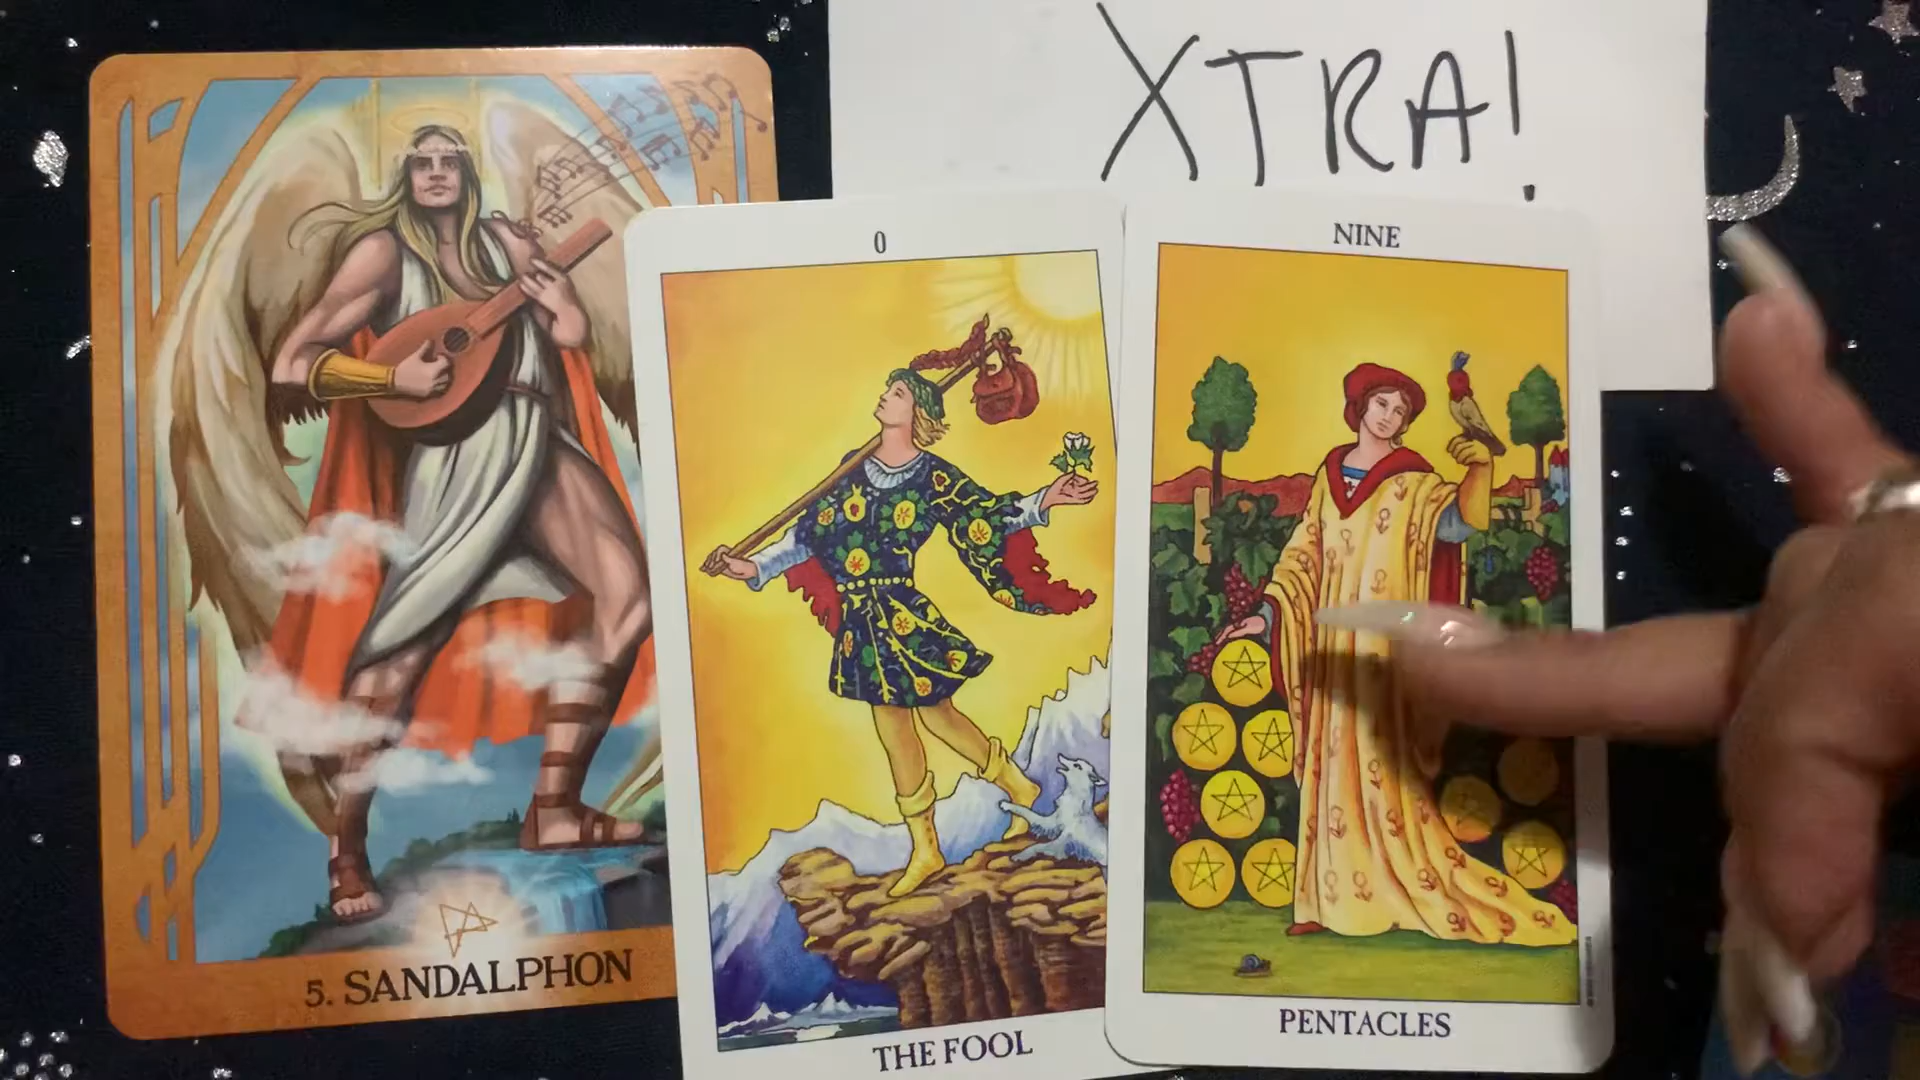 XTRA!
5. SANDALPHON
0
THE FOOL
NINE
PENTACLES